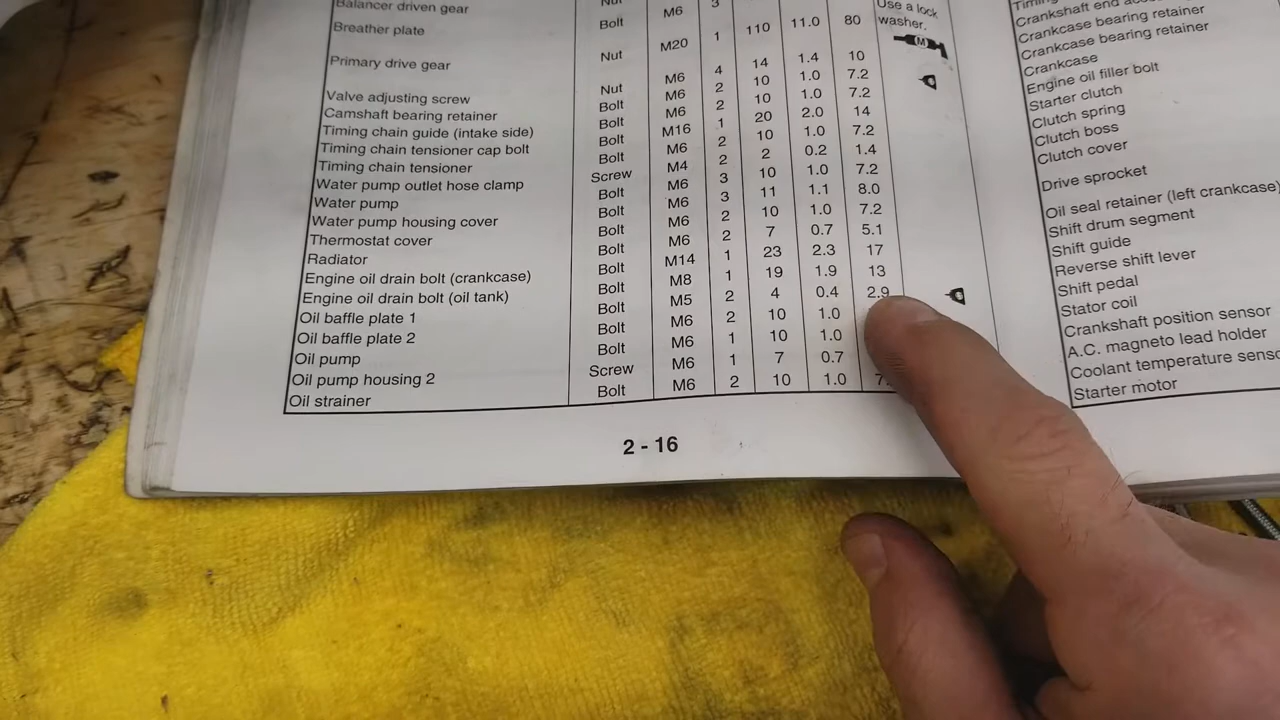 Balancer driven gear Nut
Breather plate Bolt M6 3
Use a lock
washer.
Primary drive gear Nut M20 1 110 11.0 80 M
Valve adjusting screw Nut M6 4 14 1.4 10
Camshaft bearing retainer Bolt M6 2 10 1.0 7.2
Timing chain guide (intake side) Bolt M6 2 10 1.0 7.2
Timing chain tensioner cap bolt Bolt M16 1 20 2.0 14
Timing chain tensioner Bolt M6 2 10 1.0 7.2
Water pump outlet hose clamp Screw M4 2 2 0.2 1.4
Water pump Bolt M6 3 10 1.0 7.2
Water pump housing cover Bolt M6 3 11 1.1 8.0
Thermostat cover Bolt M6 2 10 1.0 7.2
Radiator Bolt M6 2 7 0.7 5.1
Engine oil drain bolt (crankcase) Bolt M14 1 23 2.3 17
Engine oil drain bolt (oil tank) Bolt M8 1 19 1.9 13
Oil baffle plate 1 Bolt M5 2 4 0.4 2.9
Oil baffle plate 2 Bolt M6 2 10 1.0
Oil pump Bolt M6 1 10 1.0
Oil pump housing 2 Screw M6 1 7 0.7
Oil strainer Bolt M6 2 10 1.0
2 - 16
Crankshaft end
Crankcase bearing retainer
Crankcase bearing retainer
Crankcase
Engine oil filler bolt
Starter clutch
Clutch spring
Clutch boss
Clutch cover
Drive sprocket
Oil seal retainer (left crankcase)
Shift drum segment
Shift guide
Reverse shift lever
Shift pedal
Stator coil
Crankshaft position sensor
A.C. magneto lead holder
Coolant temperature
Starter motor